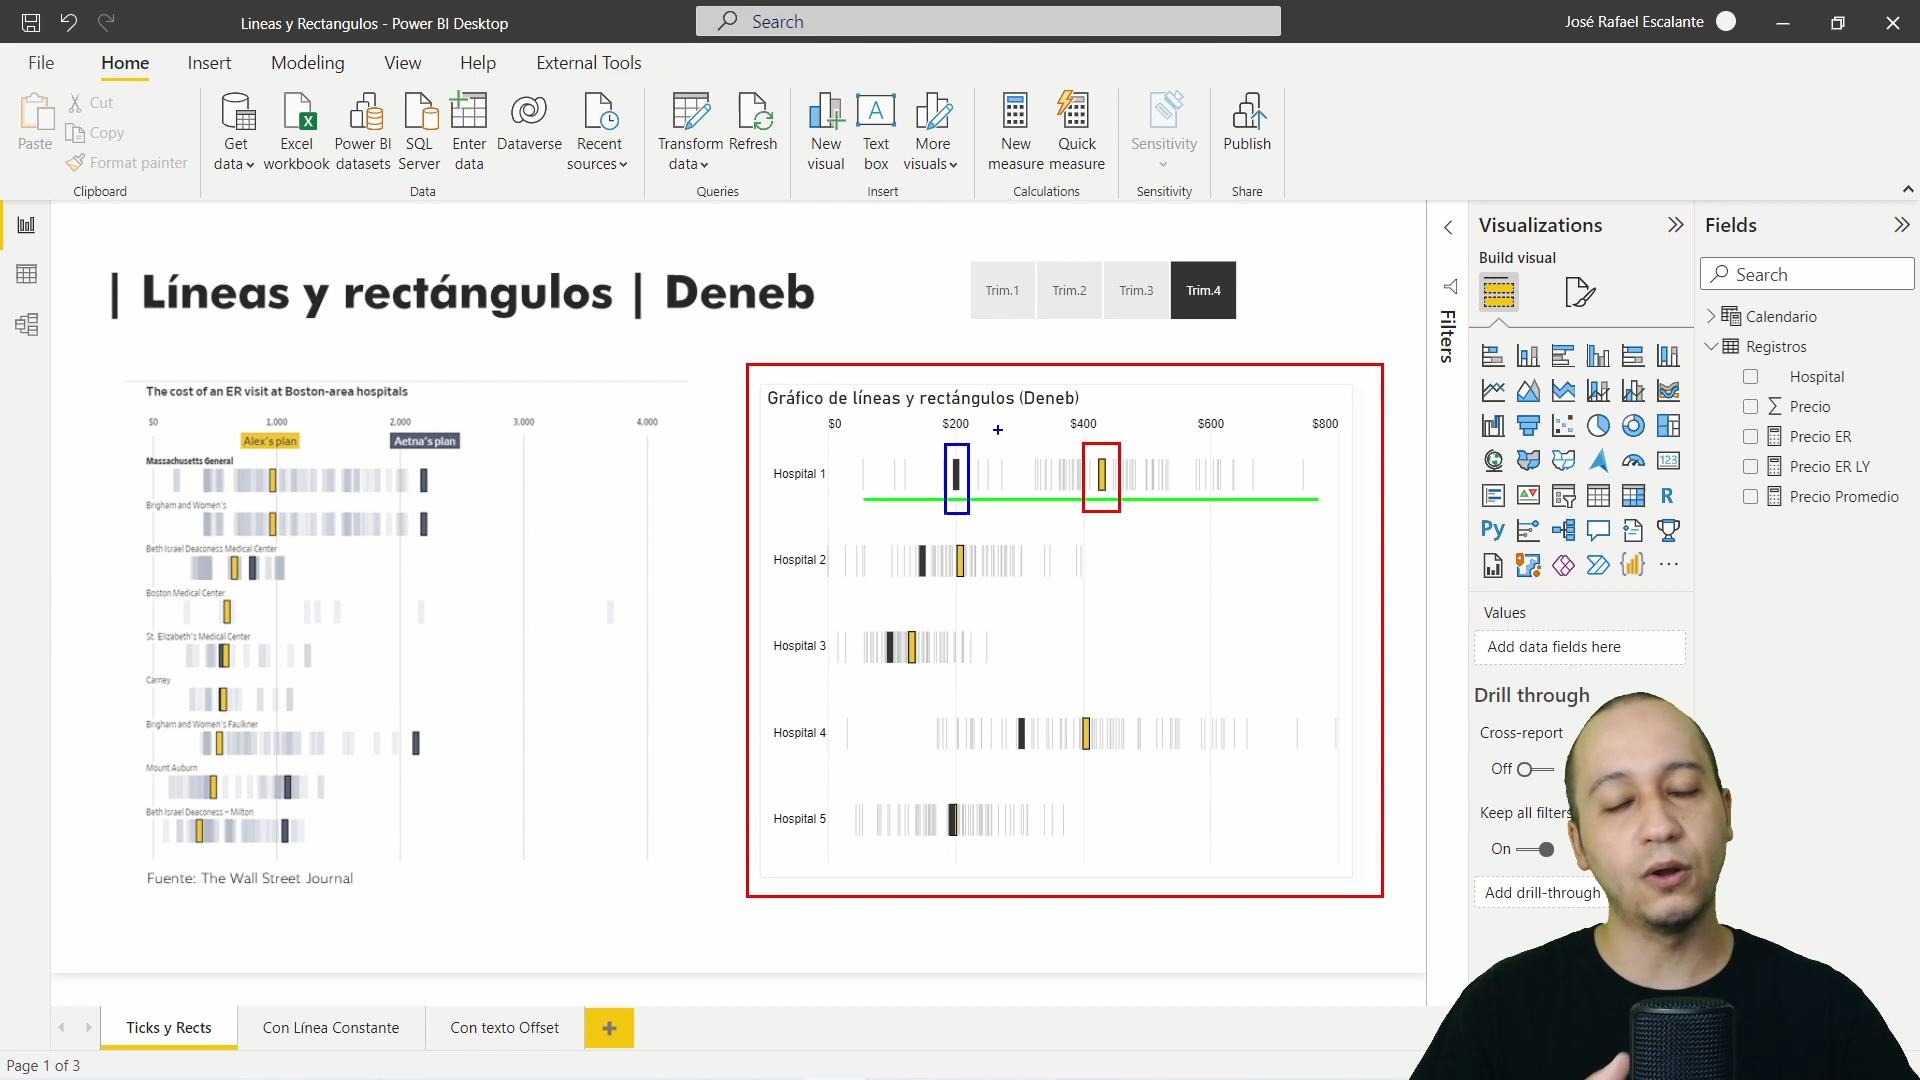 Lineas y Rectangulos - Power BI Desktop
Search
José Rafael Escalante
File Home Insert Modeling View Help External Tools
Paste
Cut
Copy
Format painter
Clipboard
Get data
Excel workbook
Power BI datasets
SQL Server
Enter data
Dataverse
Recent sources
Data
Transform data
Refresh
Queries
New visual
Text box
More visuals
Insert
New measure
Quick measure
Calculations
Sensitivity
Sensitivity
Publish
Share
| Líneas y rectángulos | Deneb
Trim.1 Trim.2 Trim.3 Trim.4
The cost of an ER visit at Boston-area hospitals
$0 1,000 2,000 3,000 4,000
Alex's plan Aetna's plan
Massachusetts General
Brigham and Women's
Beth Israel Deaconess Medical Center
Boston Medical Center
St. Elizabeth's Medical Center
Carney
Brigham and Women's Faulkner
Mount Auburn
Beth Israel Deaconess - Milton
Fuente: The Wall Street Journal
Gráfico de líneas y rectángulos (Deneb)
$0 $200 $400 $600 $800
Hospital 1
Hospital 2
Hospital 3
Hospital 4
Hospital 5
Filters
Visualizations
Build visual
123
R
Py
Values
Add data fields here
Drill through
Cross-report
Off
Keep all filters
On
Add drill-through
Fields
Search
Calendario
Registros
Hospital
Precio
Precio ER
Precio ER LY
Precio Promedio
Ticks y Rects Con Línea Constante Con texto Offset
Page 1 of 3